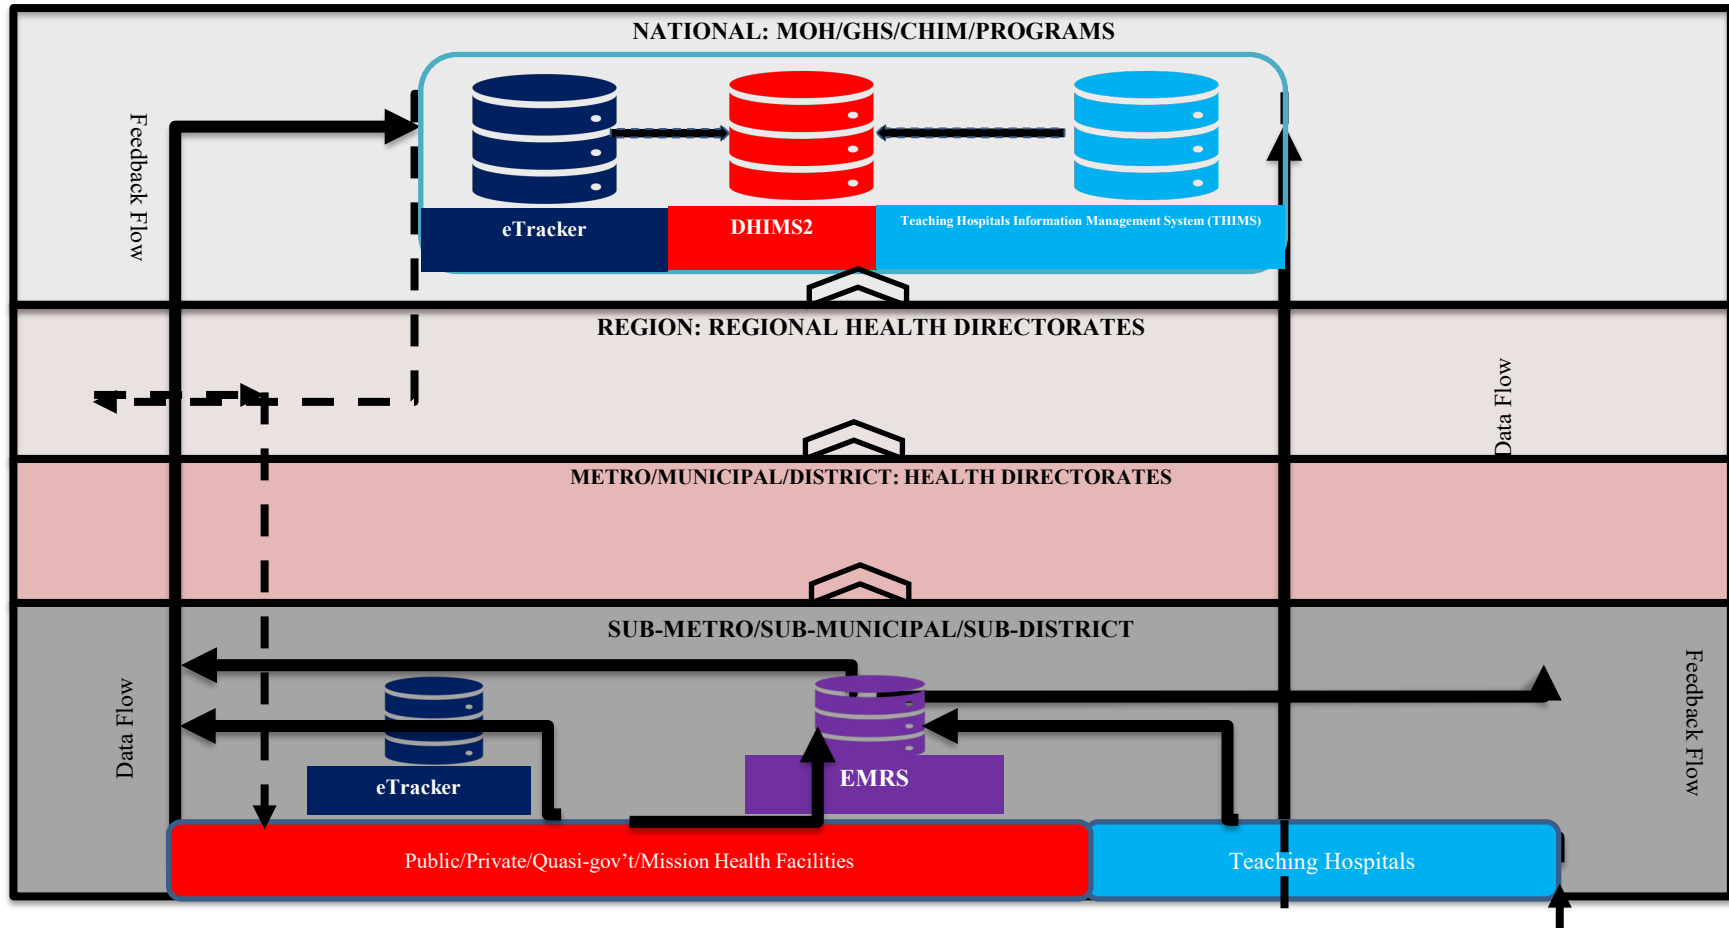 NATIONAL: MOH/GHS/CHIM/PROGRAMS
Feedback Flow
eTracker
DHIMS2
Teaching Hospitals Information Management System (THIMS)
REGION: REGIONAL HEALTH DIRECTORATES
Data Flow
METRO/MUNICIPAL/DISTRICT: HEALTH DIRECTORATES
SUB-METRO/SUB-MUNICIPAL/SUB-DISTRICT
Data Flow
Feedback Flow
eTracker
EMRS
Public/Private/Quasi-gov’t/Mission Health Facilities
Teaching Hospitals